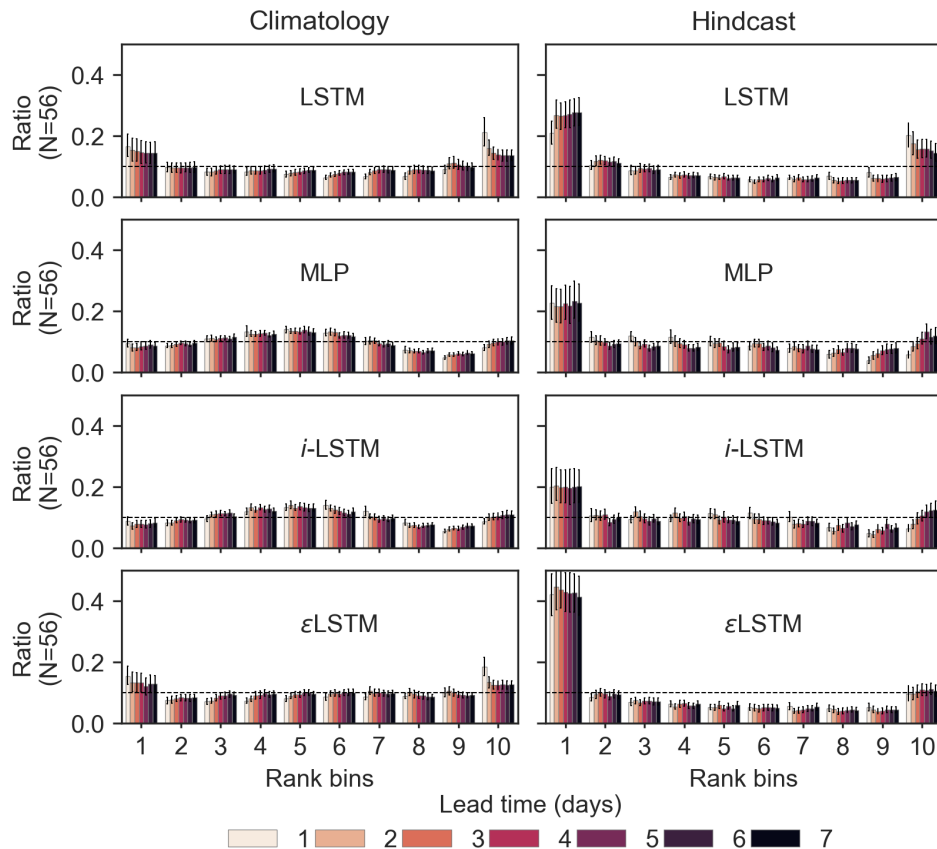 Climatology Hindcast
LSTM LSTM
Ratio
(N=56)
0.4
0.2
0.0
MLP MLP
Ratio
(N=56)
0.4
0.2
0.0
i-LSTM i-LSTM
Ratio
(N=56)
0.4
0.2
0.0
εLSTM εLSTM
Ratio
(N=56)
0.4
0.2
0.0
1 2 3 4 5 6 7 8 9 10 1 2 3 4 5 6 7 8 9 10
Rank bins Rank bins
Lead time (days)
1 2 3 4 5 6 7